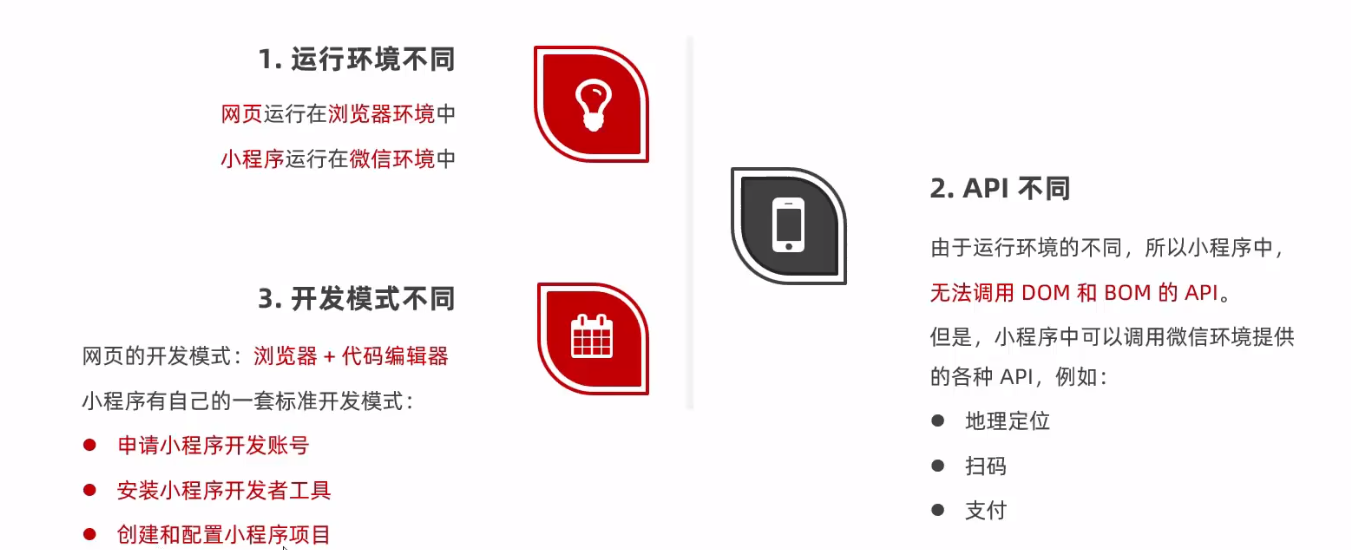 1. 运行环境不同
网页运行在浏览器环境中
小程序运行在微信环境中
2. API 不同
由于运行环境的不同，所以小程序中，
无法调用 DOM 和 BOM 的 API。
但是，小程序中可以调用微信环境提供
的各种 API，例如：
● 地理定位
● 扫码
● 支付
3. 开发模式不同
网页的开发模式：浏览器 + 代码编辑器
小程序有自己的一套标准开发模式：
● 申请小程序开发账号
● 安装小程序开发者工具
● 创建和配置小程序项目